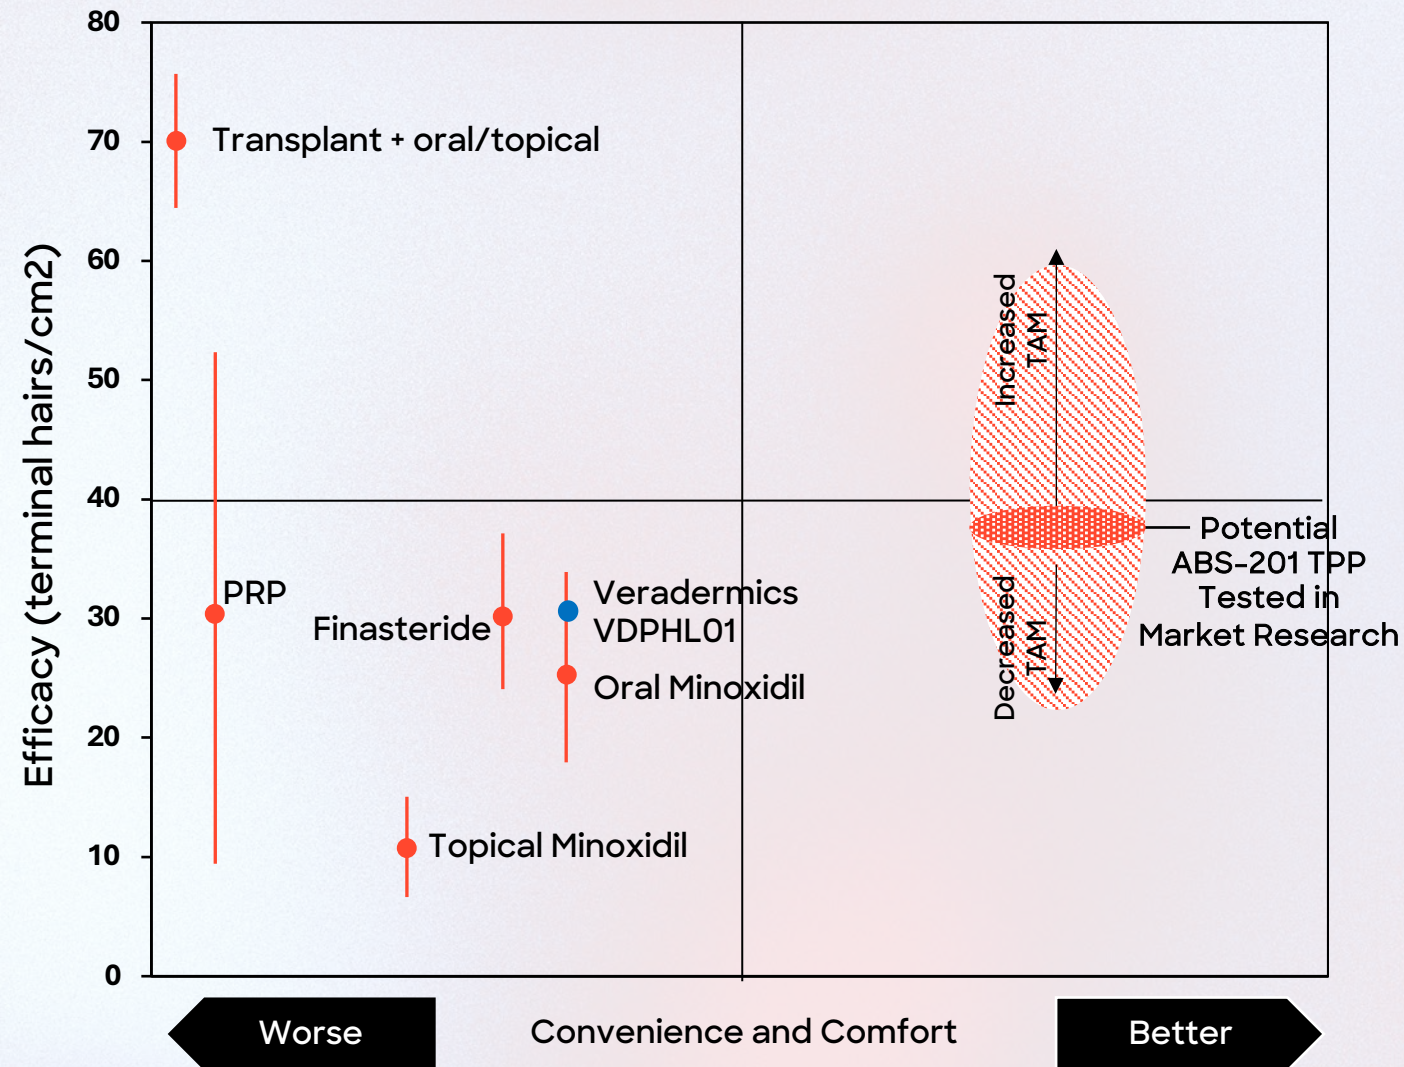 80
70
60
50
40
30
20
10
0
Efficacy (terminal hairs/cm2)
Transplant + oral/topical
PRP
Finasteride
Veradermics
VDPHL01
Oral Minoxidil
Topical Minoxidil
Increased
TAM
Decreased
TAM
Potential
ABS-201 TPP
Tested in
Market Research
Worse
Convenience and Comfort
Better